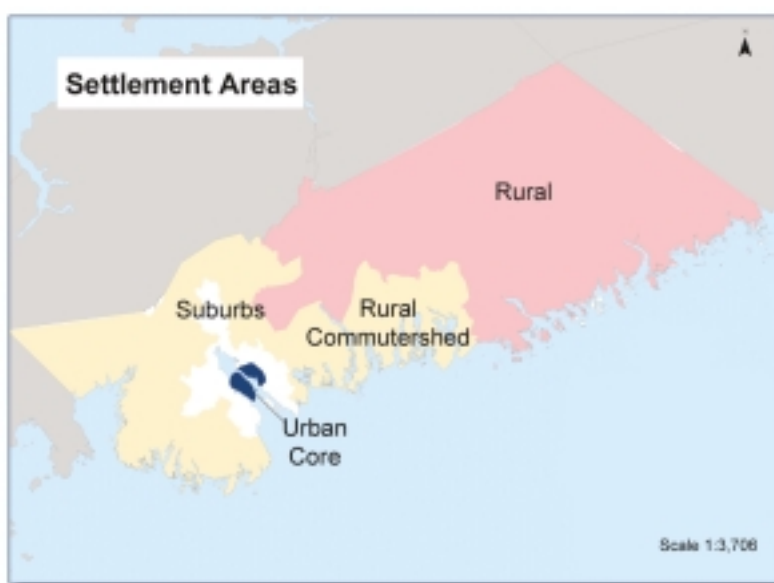 Settlement Areas
Rural
Suburbs
Rural
Commutershed
Urban
Core
Scale 1:3,706